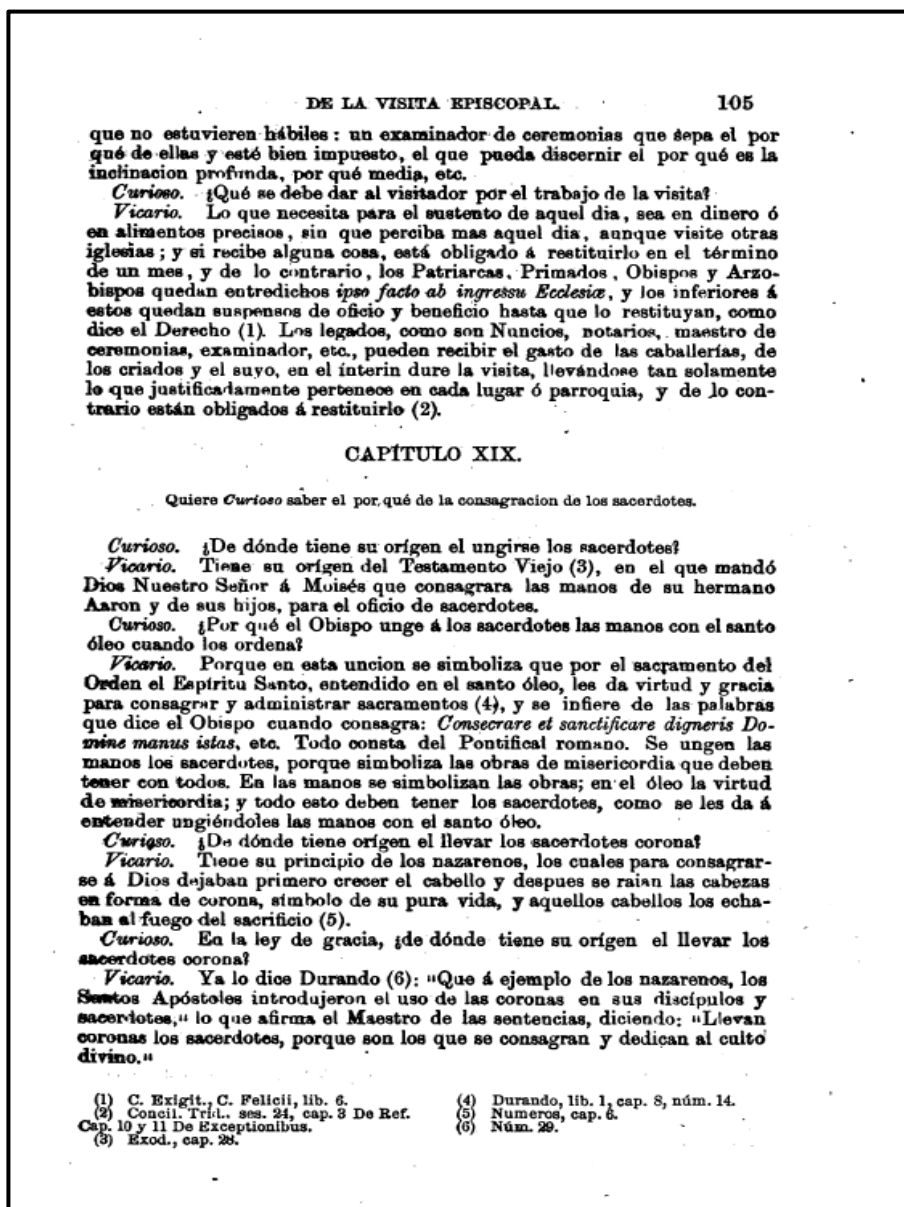 DE LA VISITA EPISCOPAL. 105
que no estuvieren hábiles : un examinador de ceremonias que sepa el por
qué de ellas y esté bien impuesto, el que pueda discernir el por qué es la
inclinacion profunda, por qué media, etc.
Curioso. ¿Qué se debe dar al visitador por el trabajo de la visita?
Vicario. Lo que necesita para el sustento de aquel dia, sea en dinero ó
en alimentos precisos, sin que perciba mas aquel dia, aunque visite otras
iglesias; y si recibe alguna cosa, está obligado á restituirlo en el término
de un mes, y de lo contrario, los Patriarcas, Primados, Obispos y Arzo-
bispos quedan entredichos ipso facto ab ingressu Ecclesiæ, y los inferiores á
estos quedan suspensos de oficio y beneficio hasta que lo restituyan, como
dice el Derecho (1). Los legados, como son Nuncios, notarios, maestro de
ceremonias, examinador, etc., pueden recibir el gasto de las caballerías, de
los criados y el suyo, en el ínterin dure la visita, llevándose tan solamente
lo que justificadamente pertenece en cada lugar ó parroquia, y de lo con-
trario están obligados á restituirlo (2).
CAPÍTULO XIX.
Quiere Curioso saber el por qué de la consagracion de los sacerdotes.
Curioso. ¿De dónde tiene su orígen el ungirse los sacerdotes?
Vicario. Tiene su orígen del Testamento Viejo (3), en el que mandó
Dios Nuestro Señor á Moisés que consagrara las manos de su hermano
Aaron y de sus hijos, para el oficio de sacerdotes.
Curioso. ¿Por qué el Obispo unge á los sacerdotes las manos con el santo
óleo cuando los ordena?
Vicario. Porque en esta uncion se simboliza que por el sacramento del
Orden el Espíritu Santo, entendido en el santo óleo, les da virtud y gracia
para consagrar y administrar sacramentos (4), y se infiere de las palabras
que dice el Obispo cuando consagra: Consecrare et sanctificare digneris Do-
mine manus istas, etc. Todo consta del Pontifical romano. Se ungen las
manos los sacerdotes, porque simboliza las obras de misericordia que deben
tener con todos. En las manos se simbolizan las obras; en el óleo la virtud
de misericordia; y todo esto deben tener los sacerdotes, como se les da á
entender ungiéndoles las manos con el santo óleo.
Curioso. ¿De dónde tiene orígen el llevar los sacerdotes corona?
Vicario. Tiene su principio de los nazarenos, los cuales para consagrar-
se á Dios dejaban primero crecer el cabello y despues se raian las cabezas
en forma de corona, símbolo de su pura vida, y aquellos cabellos los echa-
ban al fuego del sacrificio (5).
Curioso. En la ley de gracia, ¿de dónde tiene su orígen el llevar los
sacerdotes corona?
Vicario. Ya lo dice Durando (6): "Que á ejemplo de los nazarenos, los
Santos Apóstoles introdujeron el uso de las coronas en sus discípulos y
sacerdotes," lo que afirma el Maestro de las sentencias, diciendo: "Llevan
coronas los sacerdotes, porque son los que se consagran y dedican al culto
divino."
(1) C. Exigit., C. Felicii, lib. 6.
(2) Concil. Trid., ses. 24, cap. 3 De Ref.
Cap. 10 y 11 De Exceptionibus.
(3) Exod., cap. 28.
(4) Durando, lib. 1, cap. 8, núm. 14.
(5) Numeros, cap. 6.
(6) Núm. 29.